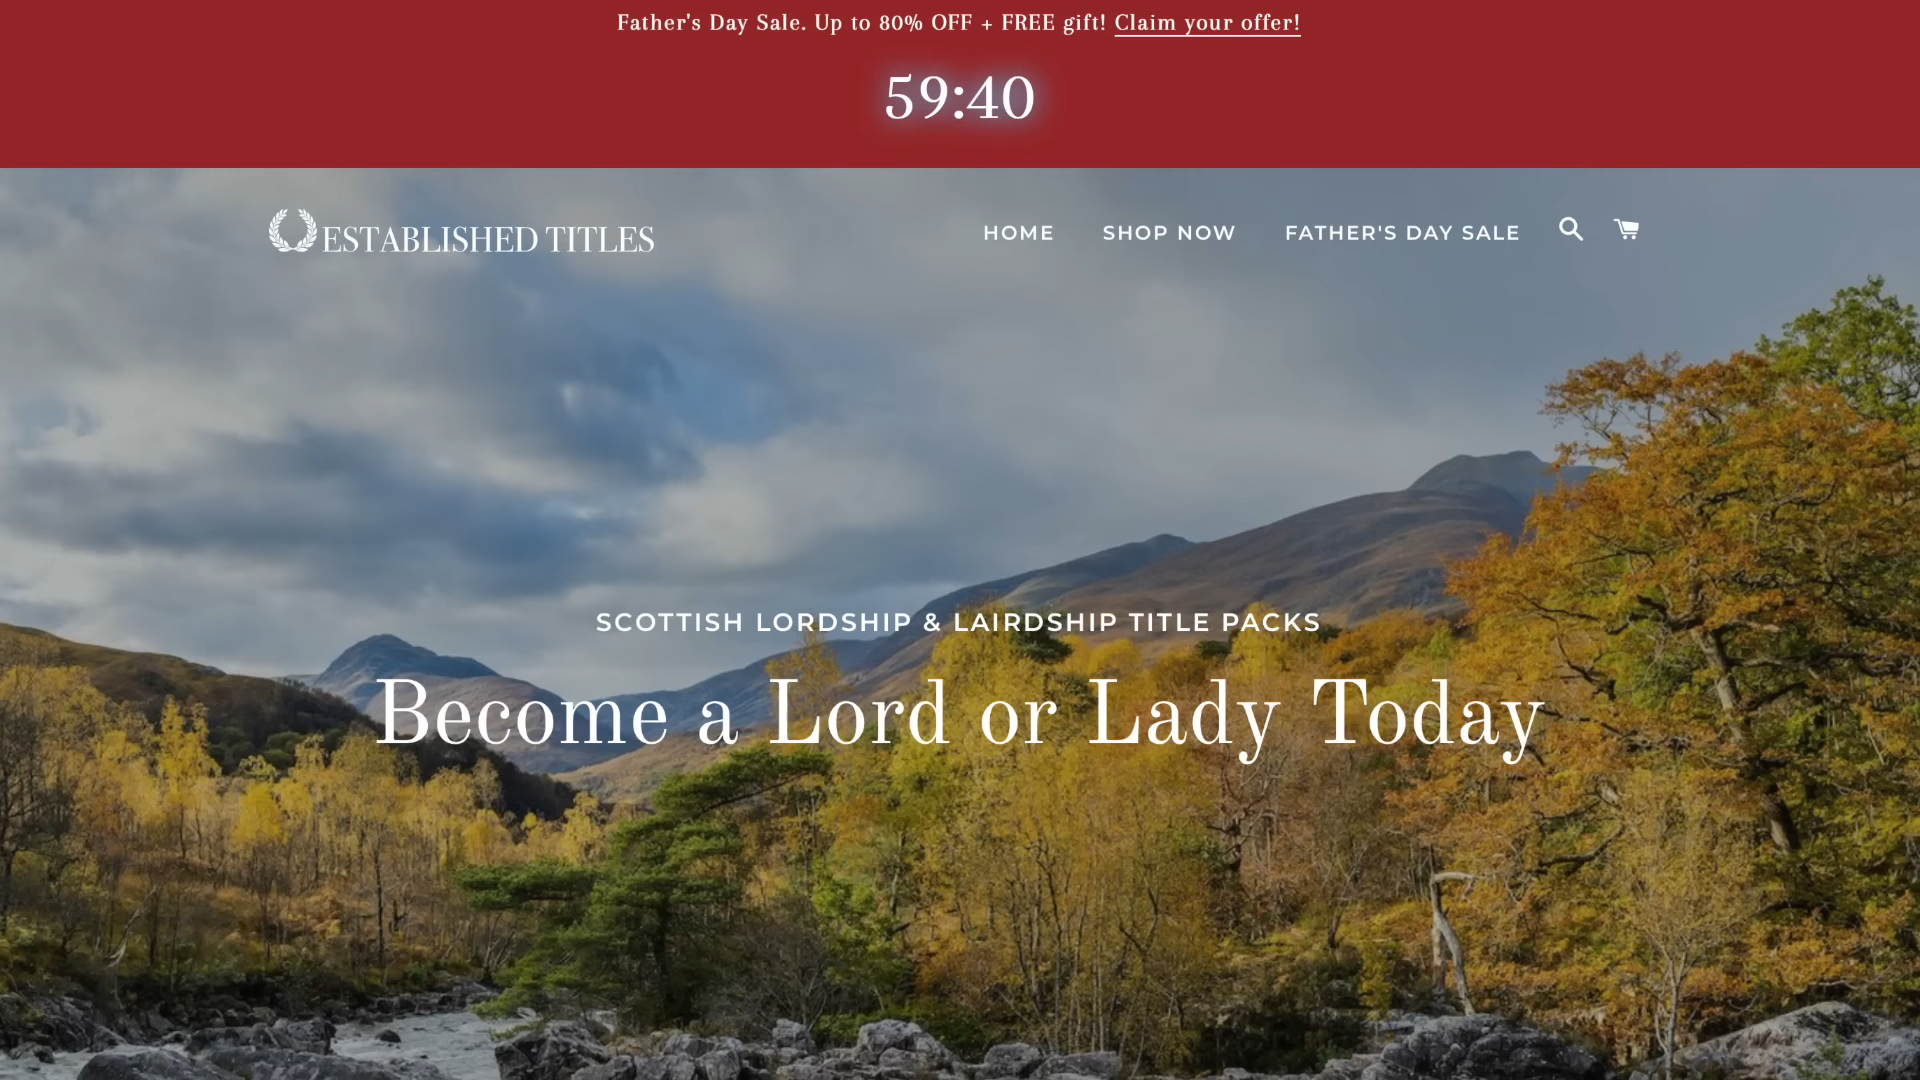 Father's Day Sale. Up to 80% OFF + FREE gift! Claim your offer!
59:40
ESTABLISHED TITLES
HOME SHOP NOW FATHER'S DAY SALE
SCOTTISH LORDSHIP & LAIRDSHIP TITLE PACKS
Become a Lord or Lady Today